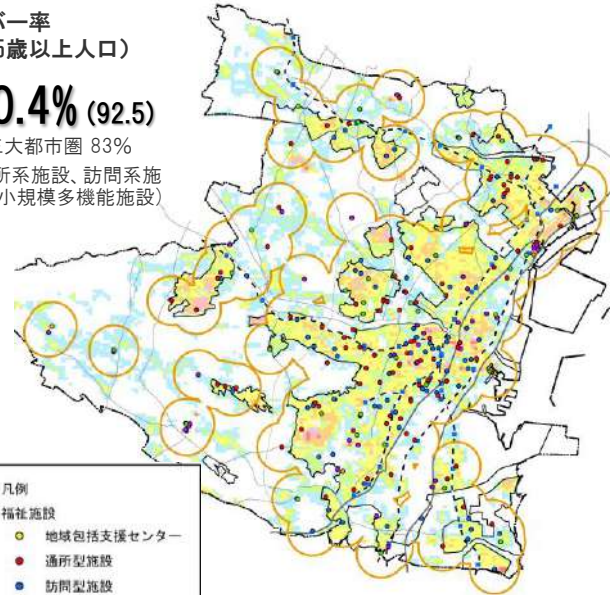 バー率
歳以上人口）
0.4% (92.5)
大都市圏 83%
所系施設、訪問系施
小規模多機能施設）
凡例
福祉施設
地域包括支援センター
通所型施設
訪問型施設